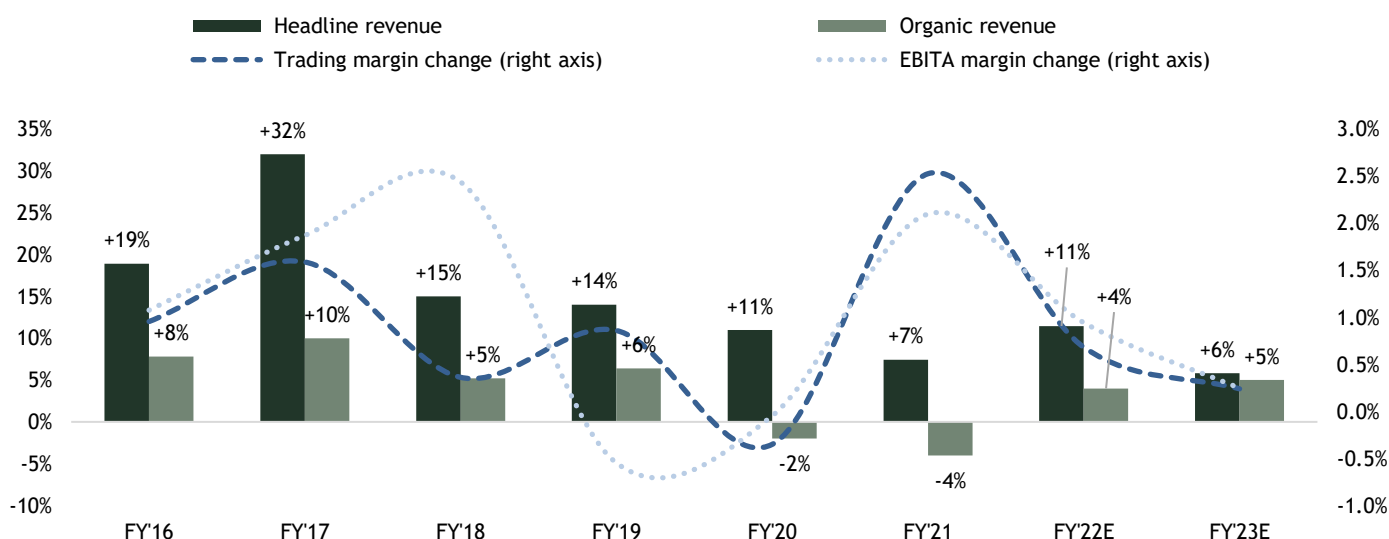 Headline revenue
Organic revenue
Trading margin change (right axis)
EBITA margin change (right axis)
35%
30%
25%
20%
15%
10%
5%
0%
-5%
-10%
+19%
+8%
+32%
+10%
+15%
+5%
+14%
+6%
+11%
-2%
+7%
-4%
+11%
+4%
+6%
+5%
3.0%
2.5%
2.0%
1.5%
1.0%
0.5%
0.0%
-0.5%
-1.0%
FY'16
FY'17
FY'18
FY'19
FY'20
FY'21
FY'22E
FY'23E